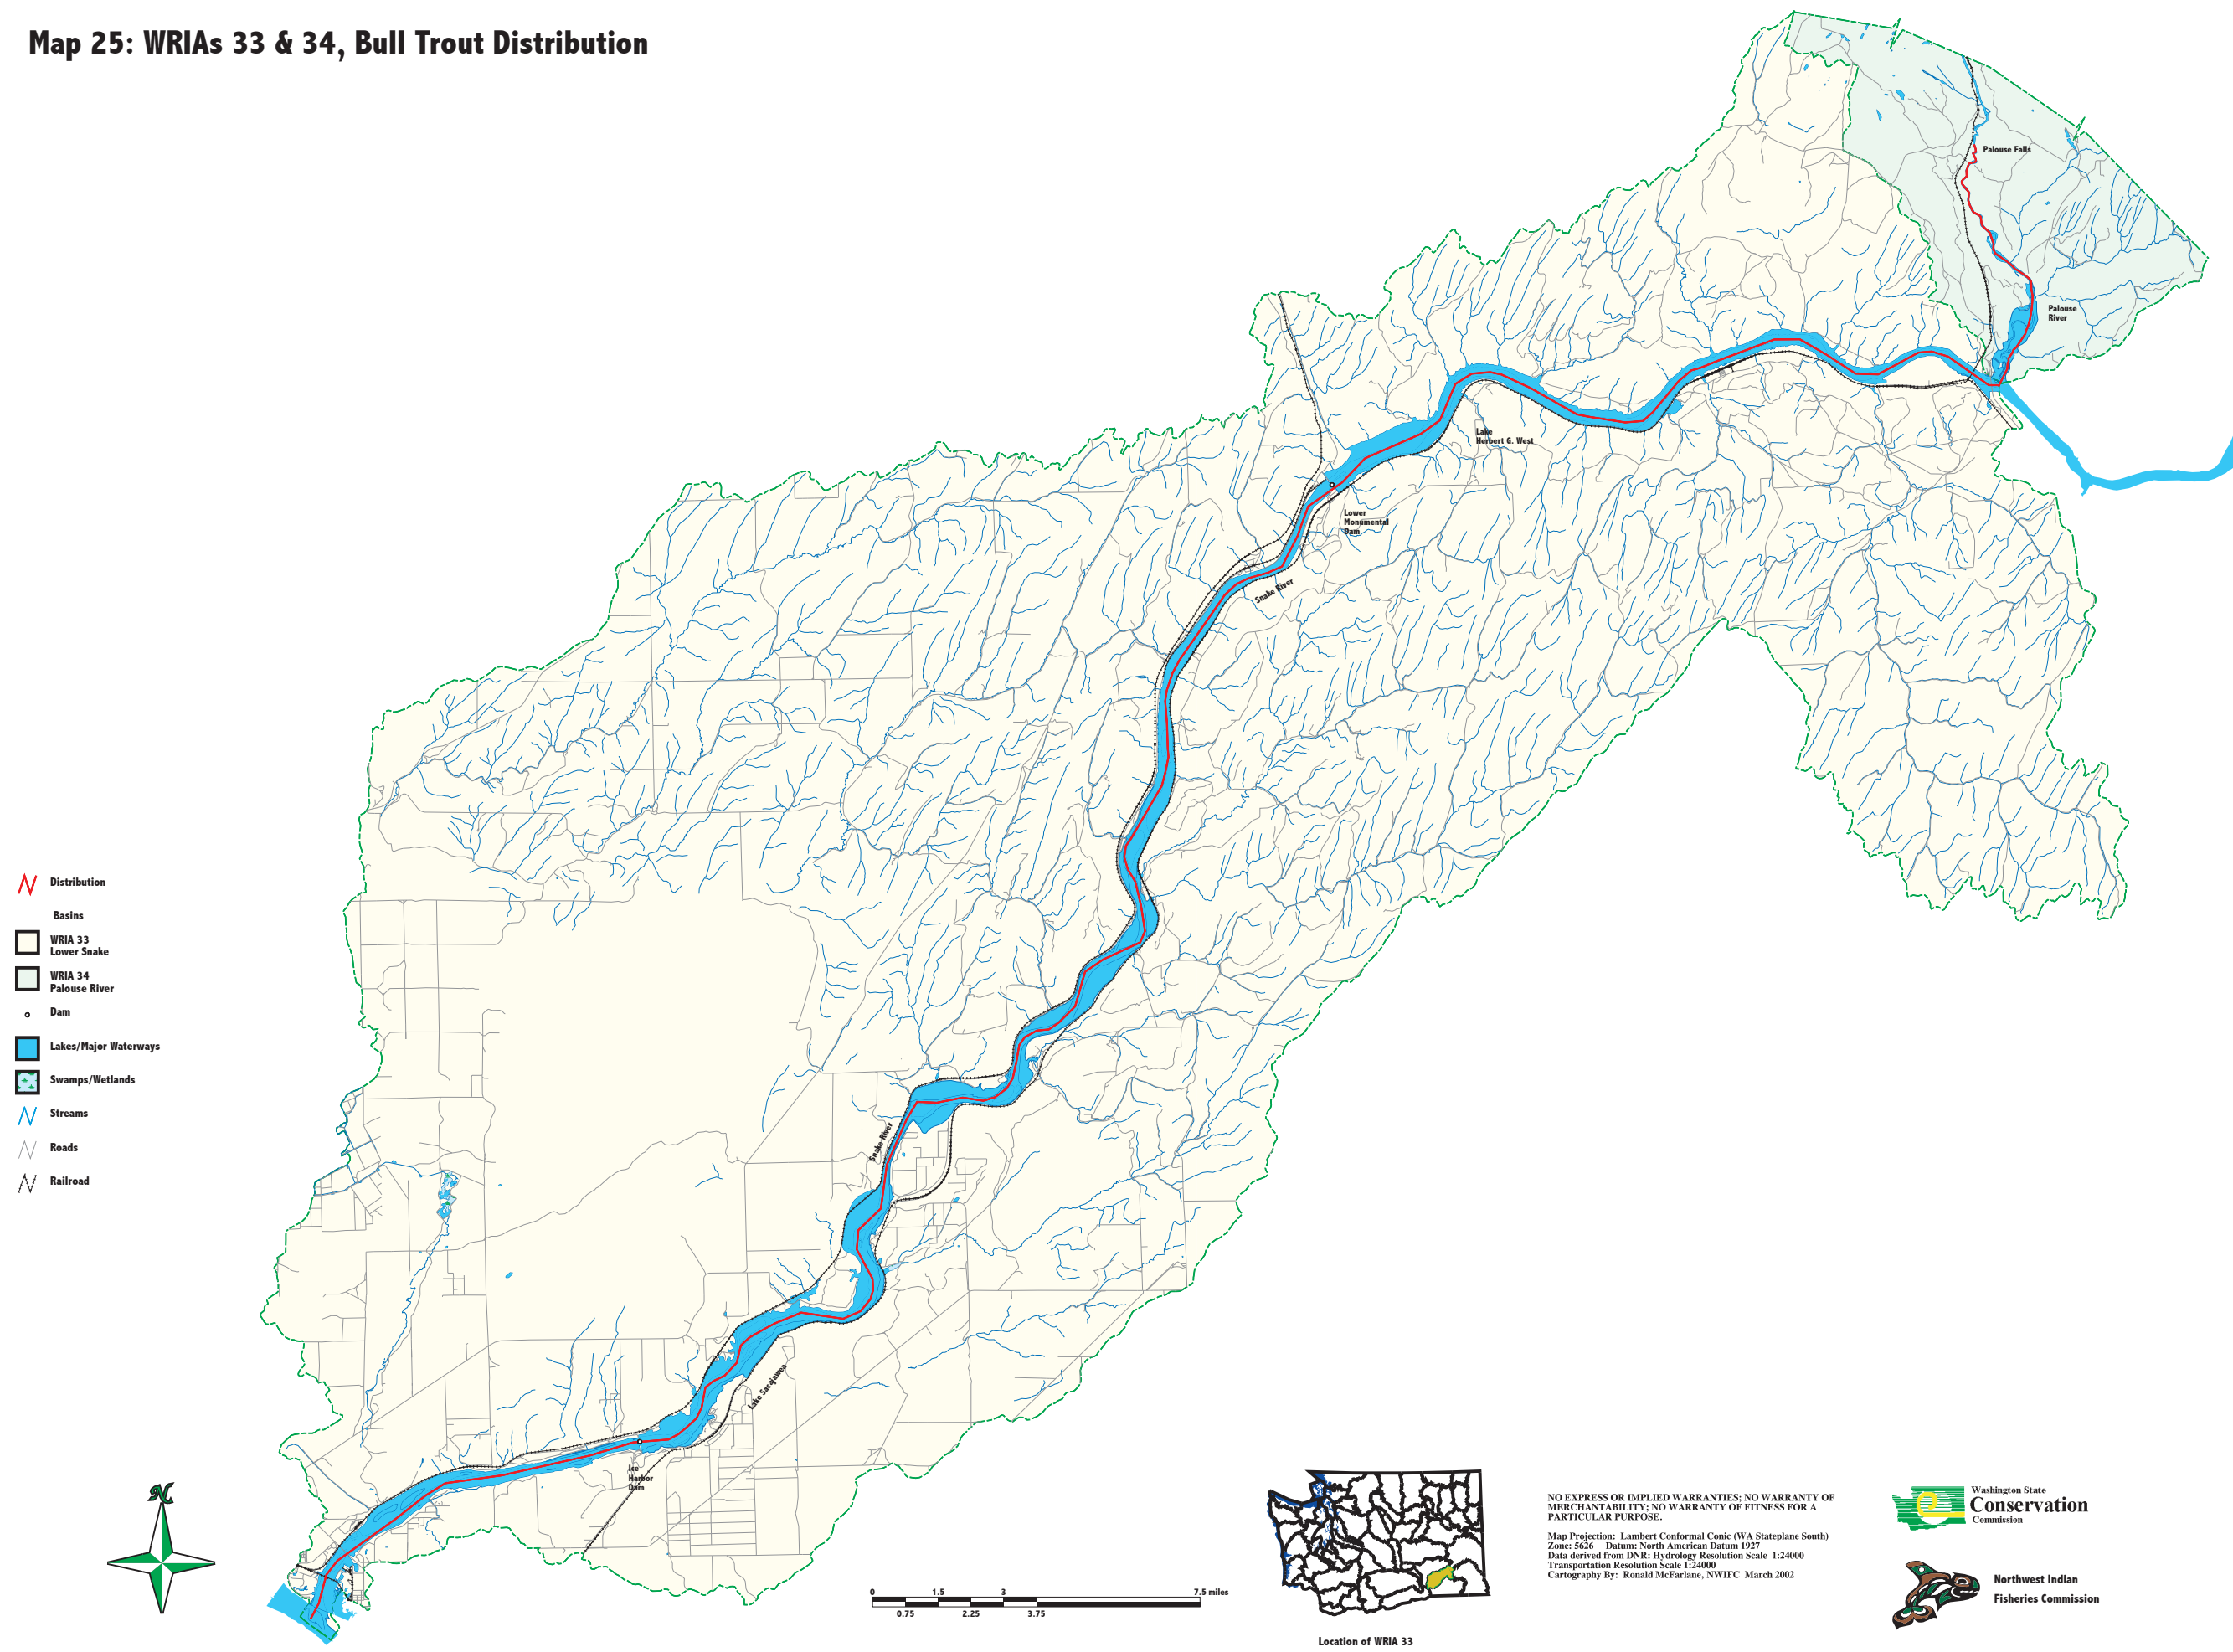 Map 25: WRIAs 33 & 34, Bull Trout Distribution
Palouse Falls
Palouse
River
Lake
Herbert G. West
Lower
Monumental
Dam
Snake River
Snake River
Lake Sacajawea
Ice
Harbor
Dam
Distribution
Basins
WRIA 33
Lower Snake
WRIA 34
Palouse River
Dam
Lakes/Major Waterways
Swamps/Wetlands
Streams
Roads
Railroad
N
0 1.5 3 7.5 miles
0.75 2.25 3.75
Location of WRIA 33
NO EXPRESS OR IMPLIED WARRANTIES; NO WARRANTY OF
MERCHANTABILITY; NO WARRANTY OF FITNESS FOR A
PARTICULAR PURPOSE.
Map Projection: Lambert Conformal Conic (WA Stateplane South)
Zone: 5626 Datum: North American Datum 1927
Data derived from DNR: Hydrology Resolution Scale 1:24000
Transportation Resolution Scale 1:24000
Cartography By: Ronald McFarlane, NWIFC March 2002
Washington State
Conservation
Commission
Northwest Indian
Fisheries Commission